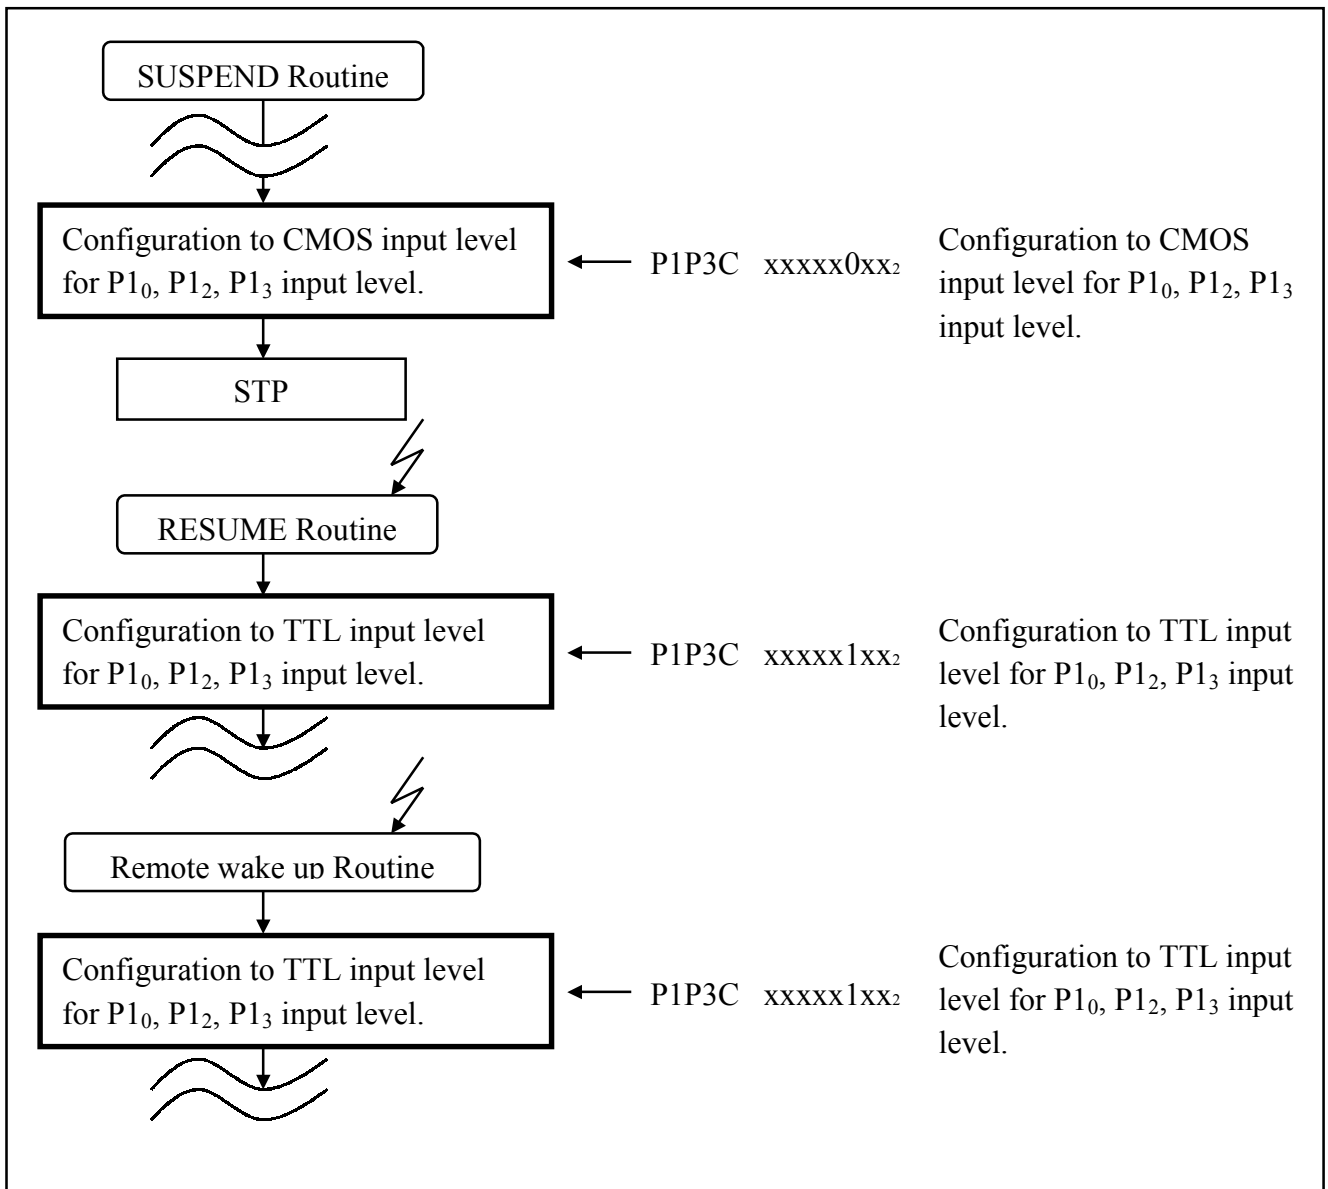 SUSPEND Routine
Configuration to CMOS input level
for P1₀, P1₂, P1₃ input level.
P1P3C xxxxx0xx₂
Configuration to CMOS
input level for P1₀, P1₂, P1₃
input level.
STP
RESUME Routine
Configuration to TTL input level
for P1₀, P1₂, P1₃ input level.
P1P3C xxxxx1xx₂
Configuration to TTL input
level for P1₀, P1₂, P1₃ input
level.
Remote wake up Routine
Configuration to TTL input level
for P1₀, P1₂, P1₃ input level.
P1P3C xxxxx1xx₂
Configuration to TTL input
level for P1₀, P1₂, P1₃ input
level.